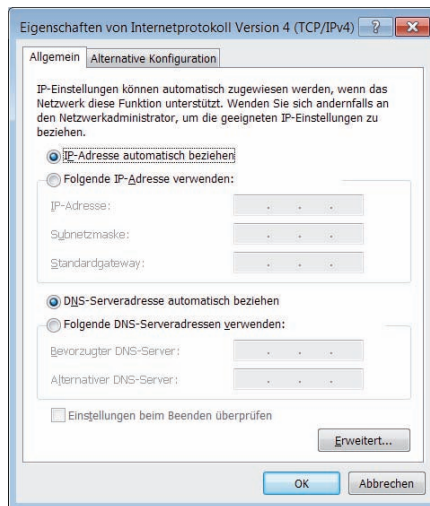 Eigenschaften von Internetprotokoll Version 4 (TCP/IPv4)
Allgemein Alternative Konfiguration
IP-Einstellungen können automatisch zugewiesen werden, wenn das
Netzwerk diese Funktion unterstützt. Wenden Sie sich andernfalls an
den Netzwerkadministrator, um die geeigneten IP-Einstellungen zu
beziehen.
IP-Adresse automatisch beziehen
Folgende IP-Adresse verwenden:
IP-Adresse:
Subnetzmaske:
Standardgateway:
DNS-Serveradresse automatisch beziehen
Folgende DNS-Serveradressen verwenden:
Bevorzugter DNS-Server:
Alternativer DNS-Server:
Einstellungen beim Beenden überprüfen
Erweitert...
OK Abbrechen